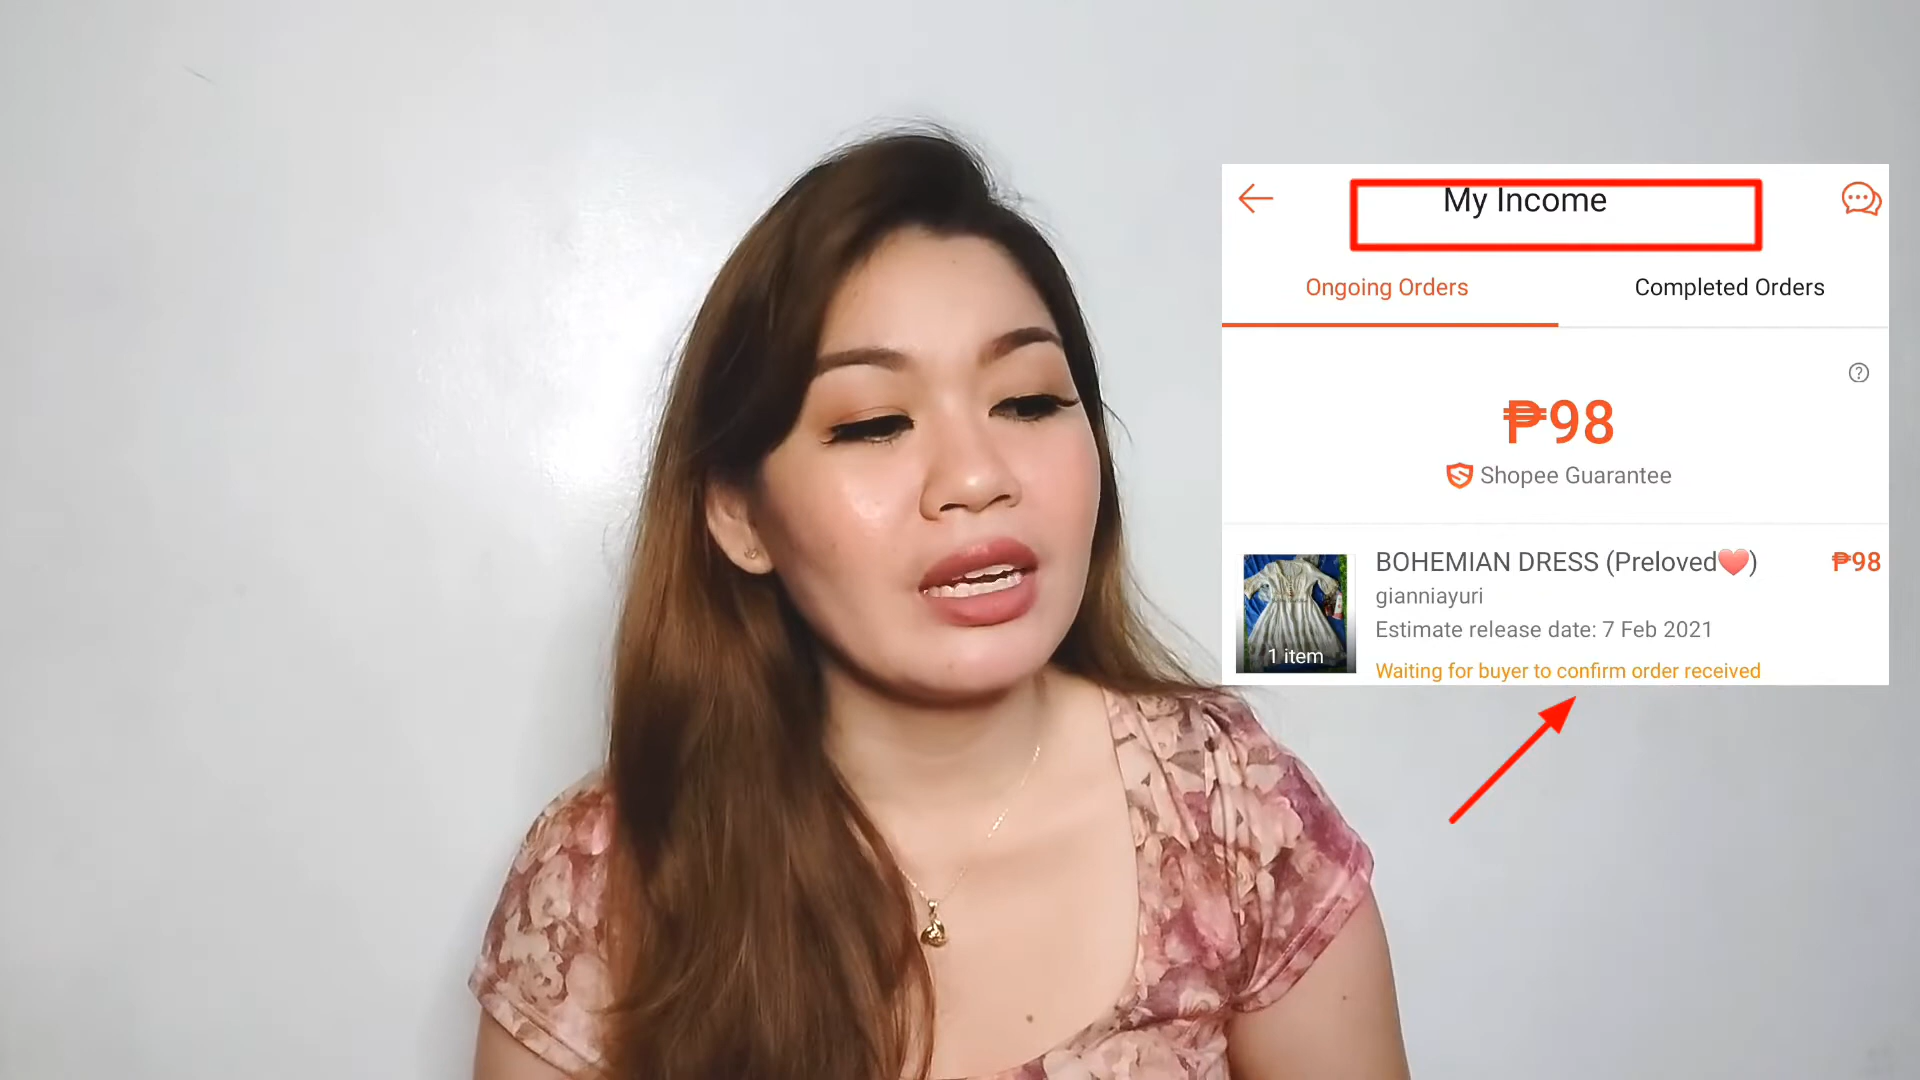 My Income
Ongoing Orders
Completed Orders
₱98
Shopee Guarantee
BOHEMIAN DRESS (Preloved❤️)
₱98
gianniayuri
Estimate release date: 7 Feb 2021
1 item
Waiting for buyer to confirm order received